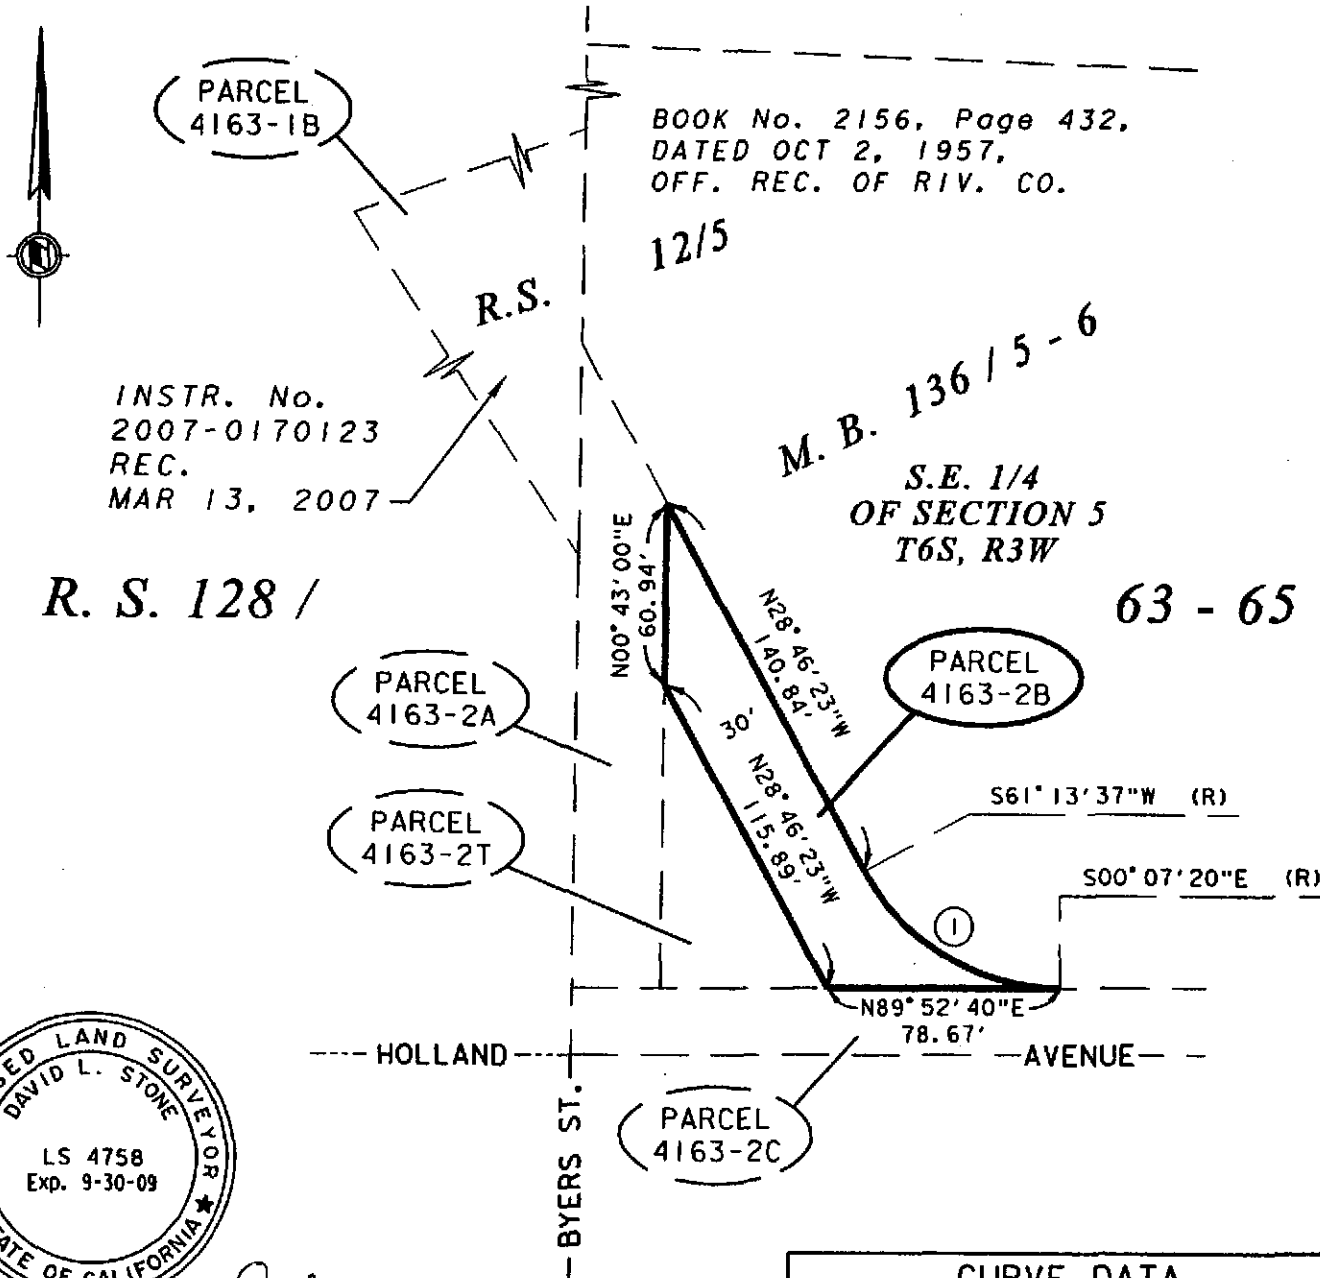 PARCEL
4163-1B
BOOK No. 2156, Page 432,
DATED OCT 2, 1957,
OFF. REC. OF RIV. CO.
12/5
R.S.
M. B. 136 / 5 - 6
INSTR. No.
2007-0170123
REC.
MAR 13, 2007
S.E. 1/4
OF SECTION 5
T6S, R3W
R. S. 128 /
63 - 65
N00°43'00"E
60.94'
N28°46'23"W
140.84'
PARCEL
4163-2B
PARCEL
4163-2A
30'
N28°46'23"W
115.89'
S61°13'37"W (R)
PARCEL
4163-2T
S00°07'20"E (R)
1
N89°52'40"E
78.67'
HOLLAND AVENUE
PARCEL
4163-2C
BYERS ST.
SED LAND SURVEYOR
DAVID L. STONE
LS 4758
Exp. 9-30-09
ATE OF CALIFORNIA
CURVE DATA